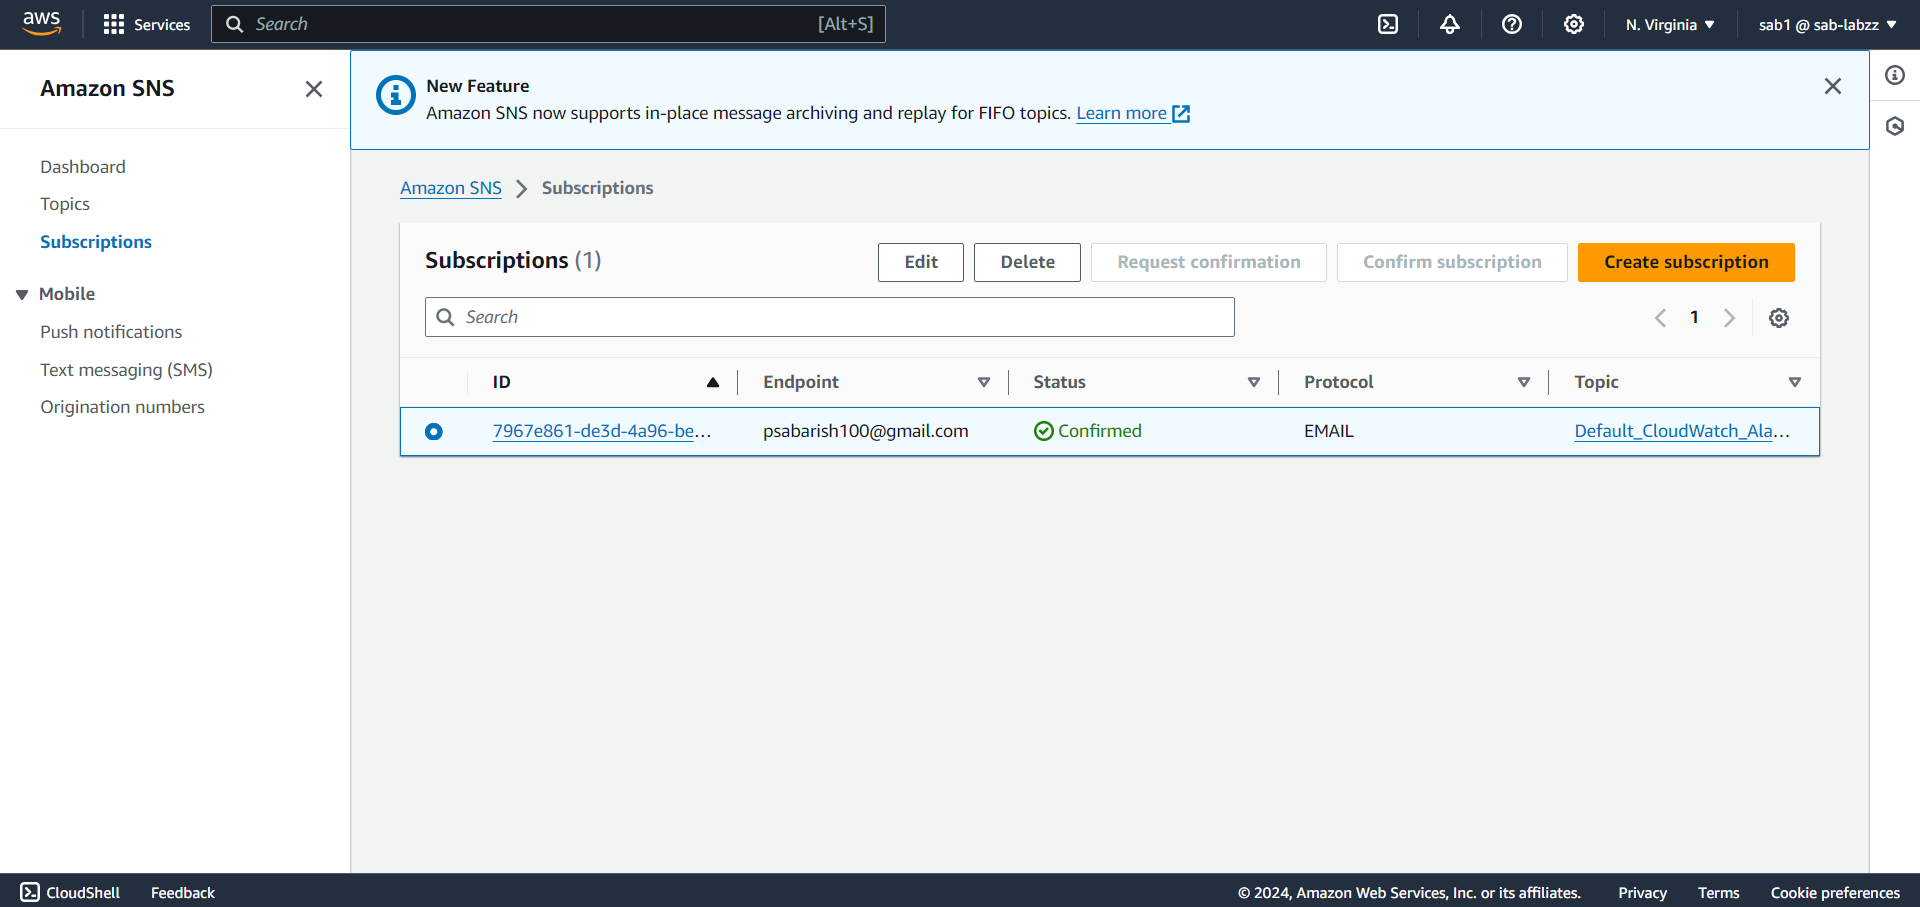 aws
Services
Search
[Alt+S]
N. Virginia
sab1 @ sab-labzz
Amazon SNS
Dashboard
Topics
Subscriptions
Mobile
Push notifications
Text messaging (SMS)
Origination numbers
New Feature
Amazon SNS now supports in-place message archiving and replay for FIFO topics. Learn more
Amazon SNS
Subscriptions
Subscriptions (1)
Edit
Delete
Request confirmation
Confirm subscription
Create subscription
Search
1
ID
Endpoint
Status
Protocol
Topic
7967e861-de3d-4a96-be...
psabarish100@gmail.com
Confirmed
EMAIL
Default_CloudWatch_Ala...
CloudShell
Feedback
© 2024, Amazon Web Services, Inc. or its affiliates.
Privacy
Terms
Cookie preferences